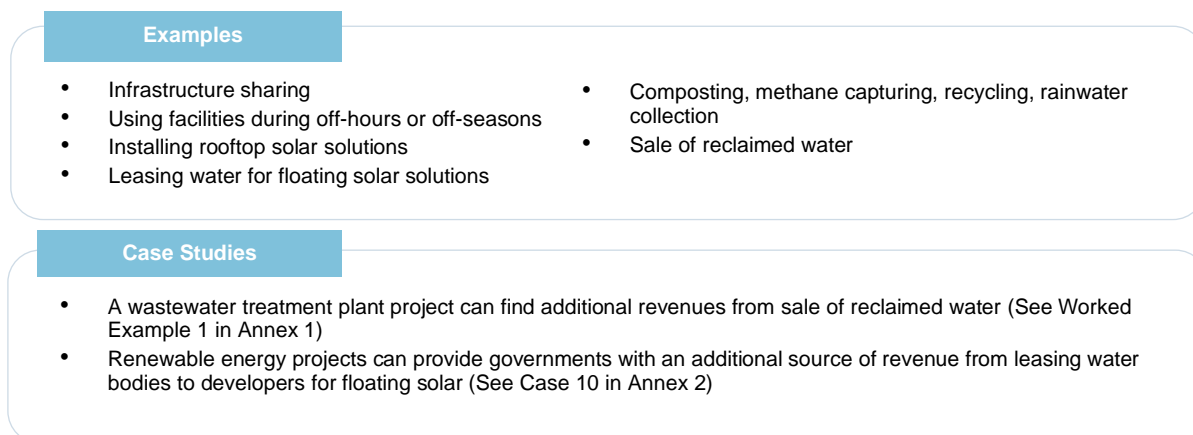 Examples
• Infrastructure sharing
• Using facilities during off-hours or off-seasons
• Installing rooftop solar solutions
• Leasing water for floating solar solutions
• Composting, methane capturing, recycling, rainwater
collection
• Sale of reclaimed water
Case Studies
• A wastewater treatment plant project can find additional revenues from sale of reclaimed water (See Worked
Example 1 in Annex 1)
• Renewable energy projects can provide governments with an additional source of revenue from leasing water
bodies to developers for floating solar (See Case 10 in Annex 2)